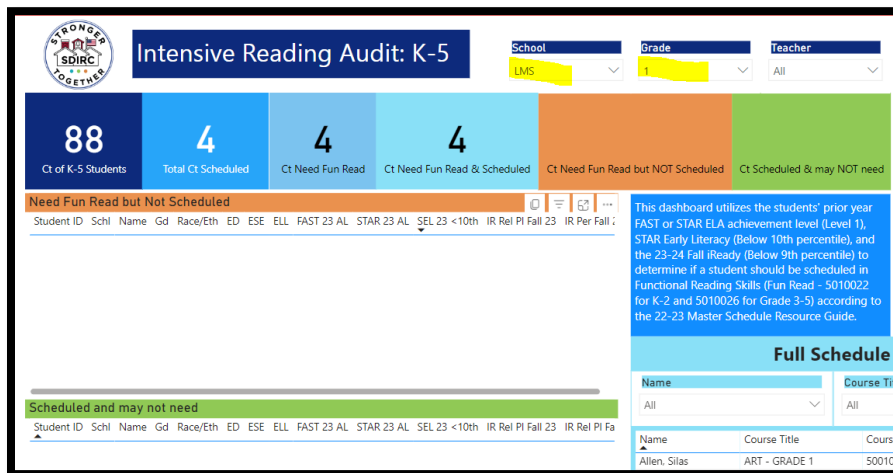 STRONGER
SDIRC
TOGETHER
Intensive Reading Audit: K-5
School
LMS
Grade
1
Teacher
All
88
Ct of K-5 Students
4
Total Ct Scheduled
4
Ct Need Fun Read
4
Ct Need Fun Read & Scheduled
Ct Need Fun Read but NOT Scheduled
Ct Scheduled & may NOT need
Need Fun Read but Not Scheduled
Student ID Schl Name Gd Race/Eth ED ESE ELL FAST 23 AL STAR 23 AL SEL 23 <10th IR Rel Pl Fall 23 IR Per Fall
Scheduled and may not need
Student ID Schl Name Gd Race/Eth ED ESE ELL FAST 23 AL STAR 23 AL SEL 23 <10th IR Rel Pl Fall 23 IR Rel Pl Fa
This dashboard utilizes the students' prior year
FAST or STAR ELA achievement level (Level 1),
STAR Early Literacy (Below 10th percentile), and
the 23-24 Fall iReady (Below 9th percentile) to
determine if a student should be scheduled in
Functional Reading Skills (Fun Read - 5010022
for K-2 and 5010026 for Grade 3-5) according to
the 22-23 Master Schedule Resource Guide.
Full Schedule
Name
All
Course Ti
All
Name Course Title Cours
Allen, Silas ART - GRADE 1 50010